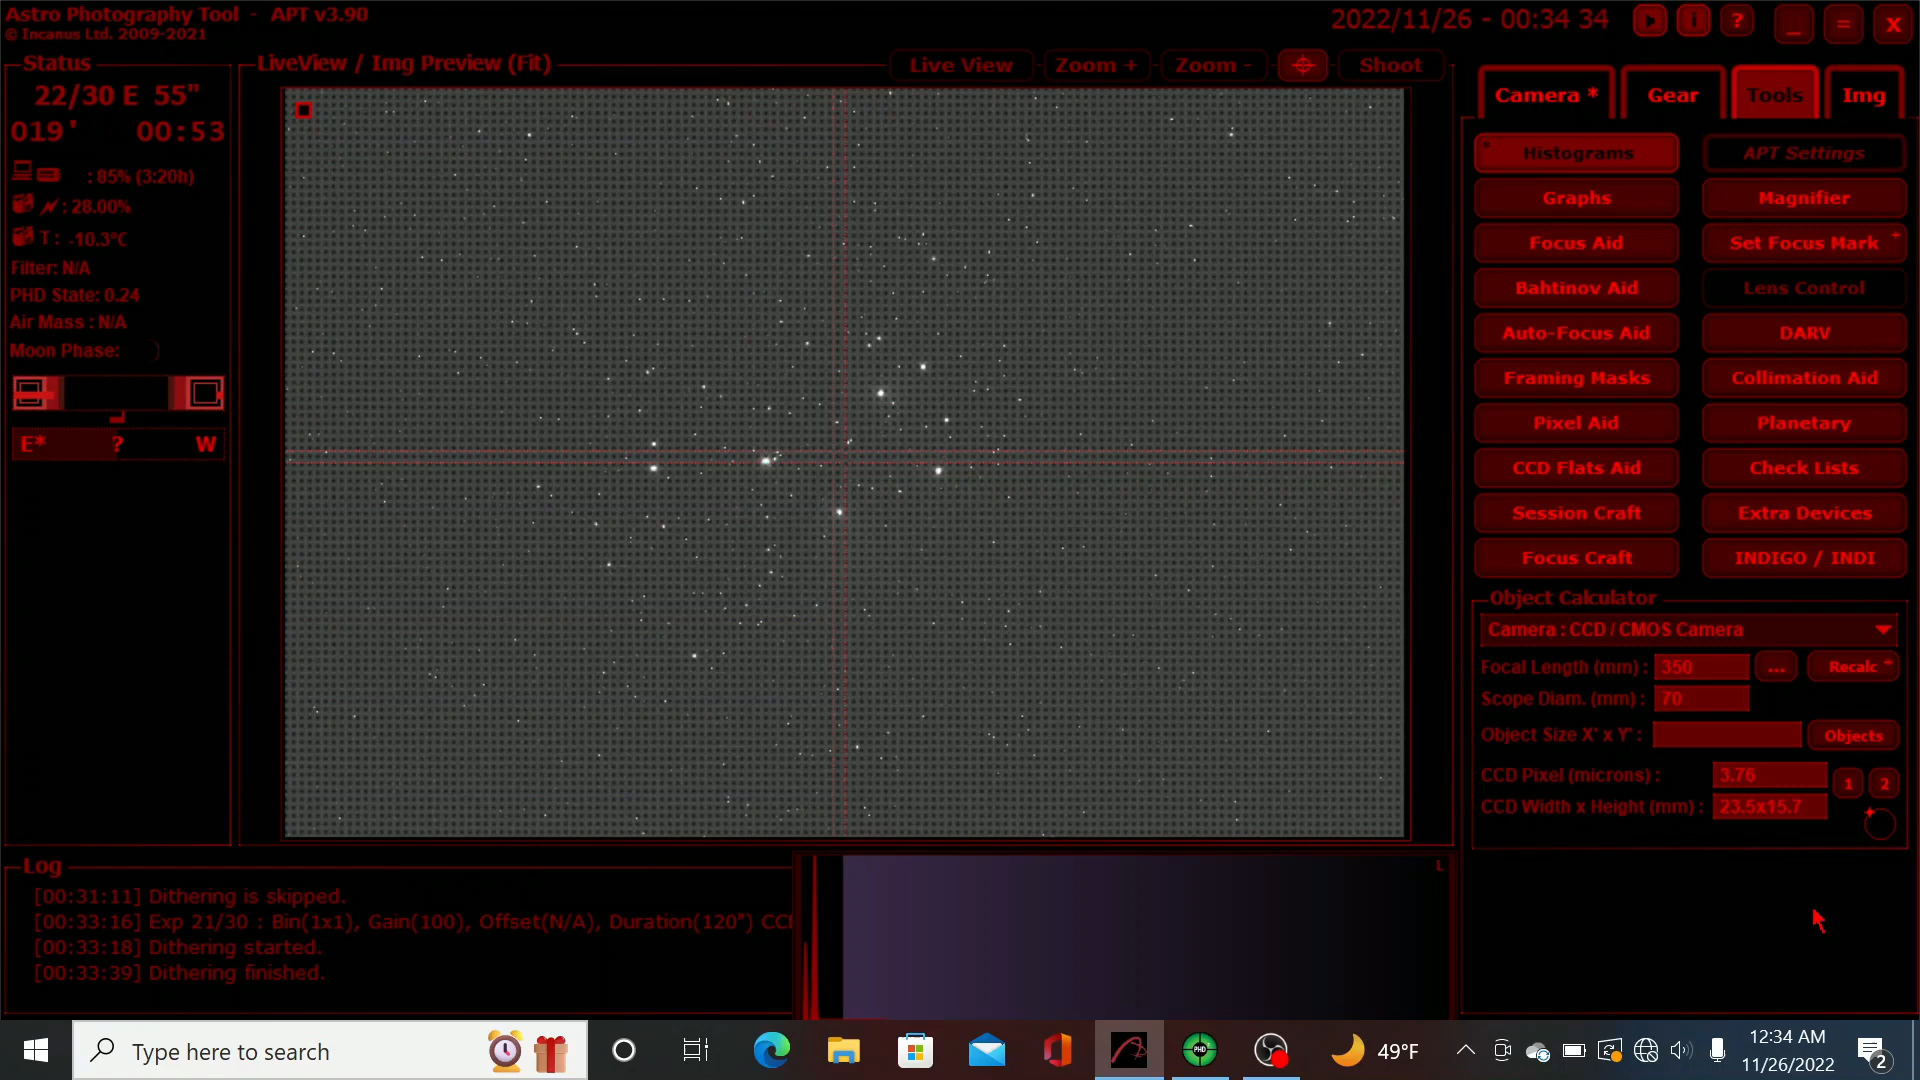 Astro Photography Tool - APT v3.90
© Incanus Ltd. 2009-2021
2022/11/26 - 00:34 34
i
?
_
=
X
Status
22/30 E 55"
019' 00:53
: 85% (3:20h)
: 28.00%
T : -10.3°C
Filter: N/A
PHD State: 0.24
Air Mass : N/A
Moon Phase:
E* ? W
LiveView / Img Preview (Fit)
Live View
Zoom +
Zoom -
Shoot
Camera *
Gear
Tools
Img
Histograms
APT Settings
Graphs
Magnifier
Focus Aid
Set Focus Mark
Bahtinov Aid
Lens Control
Auto-Focus Aid
DARV
Framing Masks
Collimation Aid
Pixel Aid
Planetary
CCD Flats Aid
Check Lists
Session Craft
Extra Devices
Focus Craft
INDIGO / INDI
Object Calculator
Camera : CCD / CMOS Camera
Focal Length (mm) : 350 ... Recalc
Scope Diam. (mm) : 70
Object Size X' x Y' : Objects
CCD Pixel (microns) : 3.76 1 2
CCD Width x Height (mm) : 23.5x15.7
Log
[00:31:11] Dithering is skipped.
[00:33:16] Exp 21/30 : Bin(1x1), Gain(100), Offset(N/A), Duration(120") CCI
[00:33:18] Dithering started.
[00:33:39] Dithering finished.
L
Type here to search
PHD
49°F
12:34 AM
11/26/2022
2